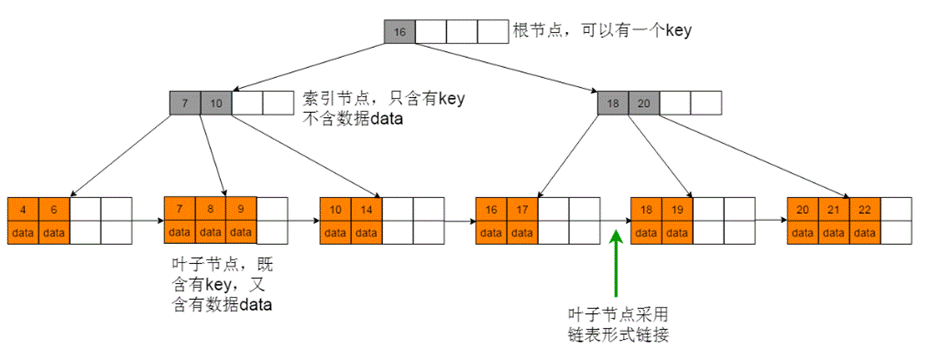 16
根节点，可以有一个key
7 10
索引节点，只含有key
不含数据data
18 20
4 6
data data
7 8 9
data data data
10 14
data data
16 17
data data
18 19
data data
20 21 22
data data data
叶子节点，既
含有key，又
含有数据data
叶子节点采用
链表形式链接